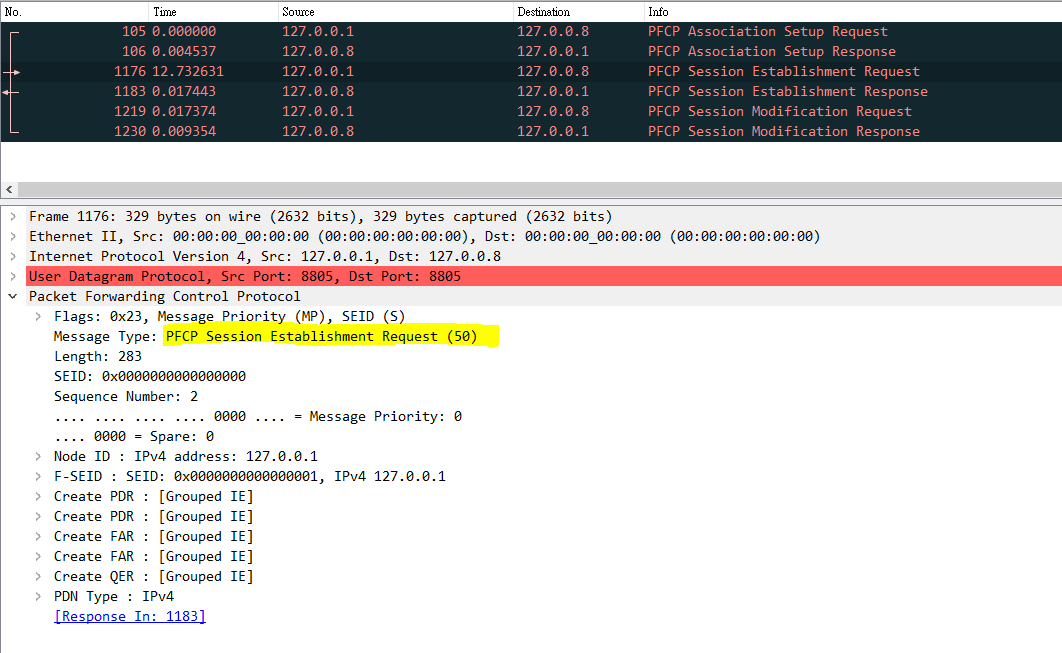 No. Time Source Destination Info
105 0.000000 127.0.0.1 127.0.0.8 PFCP Association Setup Request
106 0.004537 127.0.0.8 127.0.0.1 PFCP Association Setup Response
1176 12.732631 127.0.0.1 127.0.0.8 PFCP Session Establishment Request
1183 0.017443 127.0.0.8 127.0.0.1 PFCP Session Establishment Response
1219 0.017374 127.0.0.1 127.0.0.8 PFCP Session Modification Request
1230 0.009354 127.0.0.8 127.0.0.1 PFCP Session Modification Response
Frame 1176: 329 bytes on wire (2632 bits), 329 bytes captured (2632 bits)
Ethernet II, Src: 00:00:00_00:00:00 (00:00:00:00:00:00), Dst: 00:00:00_00:00:00 (00:00:00:00:00:00)
Internet Protocol Version 4, Src: 127.0.0.1, Dst: 127.0.0.8
User Datagram Protocol, Src Port: 8805, Dst Port: 8805
Packet Forwarding Control Protocol
Flags: 0x23, Message Priority (MP), SEID (S)
Message Type: PFCP Session Establishment Request (50)
Length: 283
SEID: 0x0000000000000000
Sequence Number: 2
.... .... .... .... 0000 .... = Message Priority: 0
.... 0000 = Spare: 0
Node ID : IPv4 address: 127.0.0.1
F-SEID : SEID: 0x0000000000000001, IPv4 127.0.0.1
Create PDR : [Grouped IE]
Create PDR : [Grouped IE]
Create FAR : [Grouped IE]
Create FAR : [Grouped IE]
Create QER : [Grouped IE]
PDN Type : IPv4
[Response In: 1183]